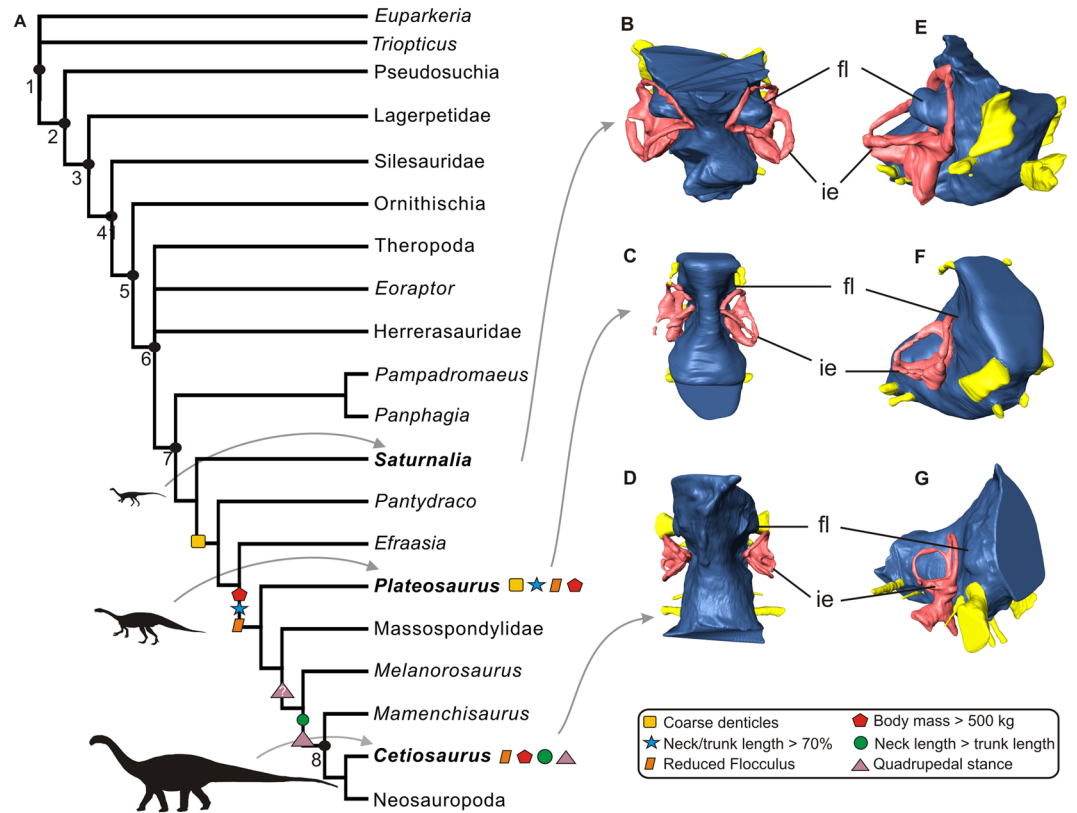 A
Euparkeria
Triopticus
Pseudosuchia
Lagerpetidae
Silesauridae
Ornithischia
Theropoda
Eoraptor
Herrerasauridae
Pampadromaeus
Panphagia
Saturnalia
Pantydraco
Efraasia
Plateosaurus
Massospondylidae
Melanorosaurus
Mamenchisaurus
Cetiosaurus
Neosauropoda
1
2
3
41
5
6
7
8
?
B
E
fl
ie
C
F
fl
ie
D
G
fl
ie
Coarse denticles
Neck/trunk length > 70%
Reduced Flocculus
Body mass > 500 kg
Neck length > trunk length
Quadrupedal stance